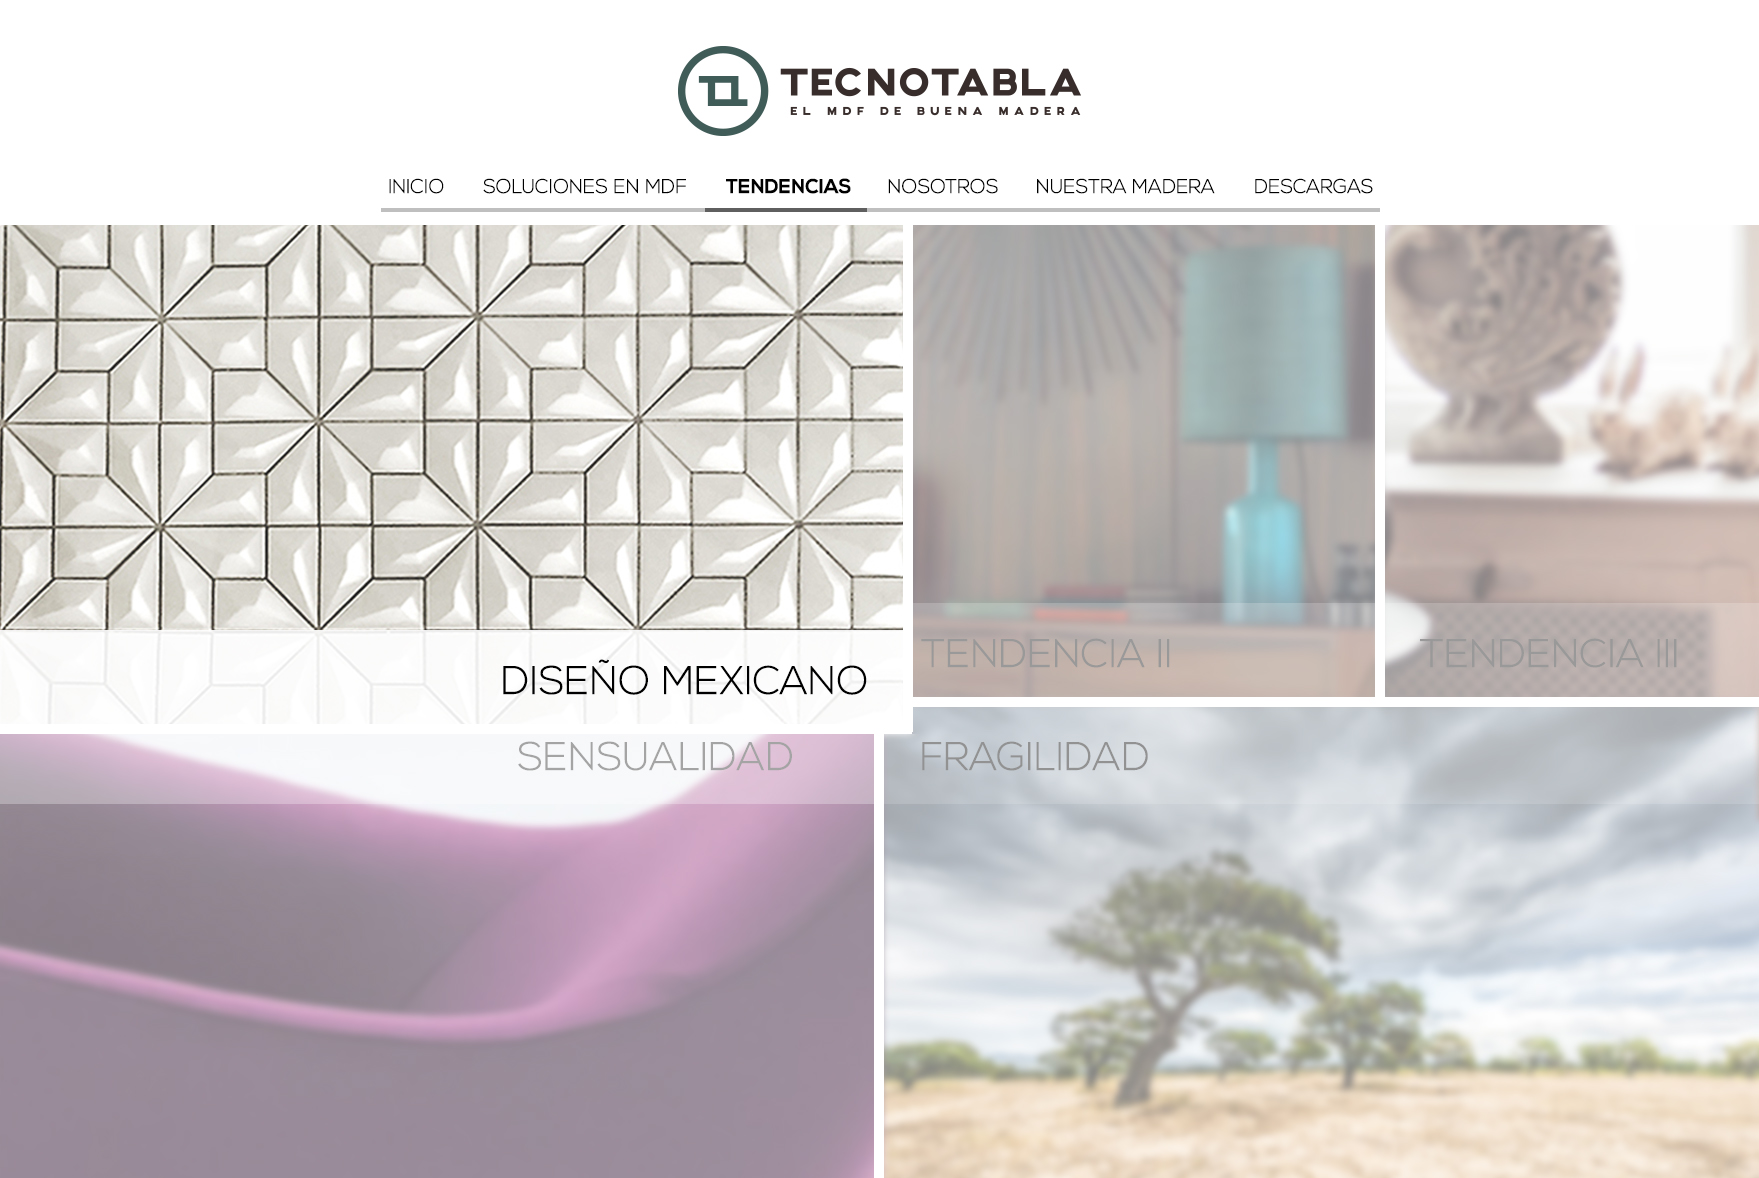 TECNOTABLA
EL MDF DE BUENA MADERA
INICIO SOLUCIONES EN MDF TENDENCIAS NOSOTROS NUESTRA MADERA DESCARGAS
DISEÑO MEXICANO
TENDENCIA II
TENDENCIA III
SENSUALIDAD
FRAGILIDAD